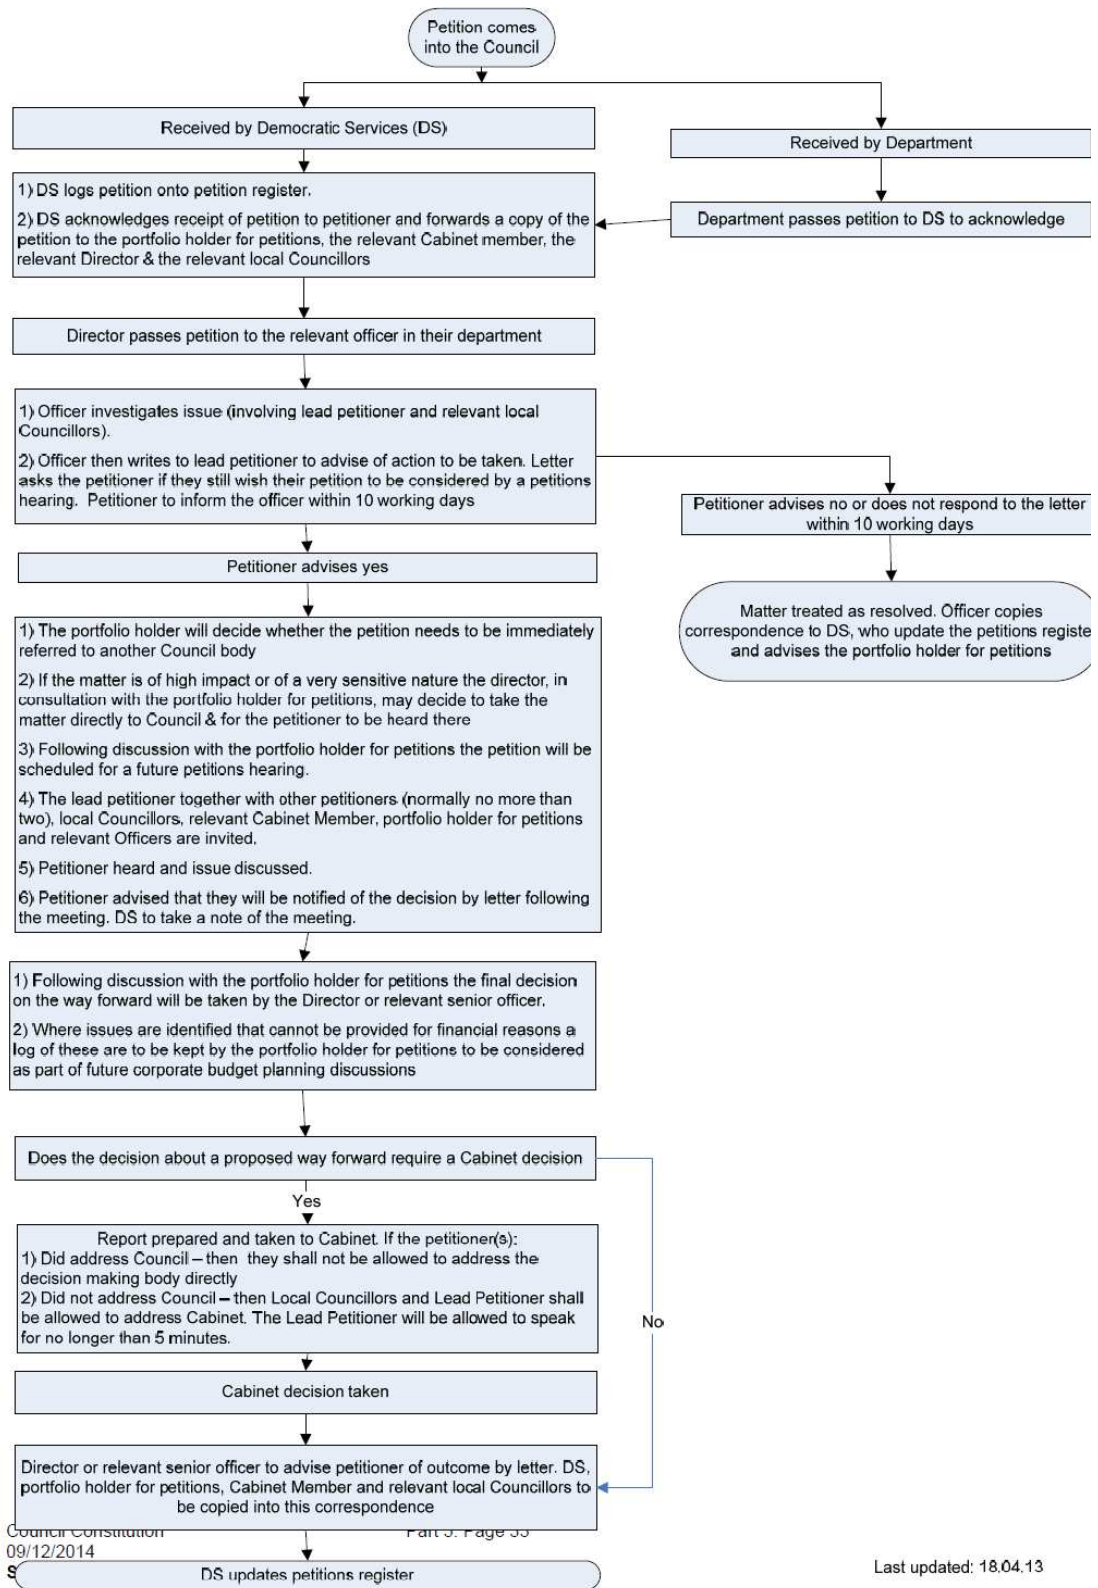 Petition comes
into the Council
Received by Democratic Services (DS)
Received by Department
1) DS logs petition onto petition register.
2) DS acknowledges receipt of petition to petitioner and forwards a copy of the
petition to the portfolio holder for petitions, the relevant Cabinet member, the
relevant Director & the relevant local Councillors
Department passes petition to DS to acknowledge
Director passes petition to the relevant officer in their department
1) Officer investigates issue (involving lead petitioner and relevant local
Councillors).
2) Officer then writes to lead petitioner to advise of action to be taken. Letter
asks the petitioner if they still wish their petition to be considered by a petitions
hearing. Petitioner to inform the officer within 10 working days
Petitioner advises no or does not respond to the letter
within 10 working days
Petitioner advises yes
Matter treated as resolved. Officer copies
correspondence to DS, who update the petitions registe
and advises the portfolio holder for petitions
1) The portfolio holder will decide whether the petition needs to be immediately
referred to another Council body
2) If the matter is of high impact or of a very sensitive nature the director, in
consultation with the portfolio holder for petitions, may decide to take the
matter directly to Council & for the petitioner to be heard there
3) Following discussion with the portfolio holder for petitions the petition will be
scheduled for a future petitions hearing.
4) The lead petitioner together with other petitioners (normally no more than
two), local Councillors, relevant Cabinet Member, portfolio holder for petitions
and relevant Officers are invited.
5) Petitioner heard and issue discussed.
6) Petitioner advised that they will be notified of the decision by letter following
the meeting. DS to take a note of the meeting.
1) Following discussion with the portfolio holder for petitions the final decision
on the way forward will be taken by the Director or relevant senior officer.
2) Where issues are identified that cannot be provided for financial reasons a
log of these are to be kept by the portfolio holder for petitions to be considered
as part of future corporate budget planning discussions
Does the decision about a proposed way forward require a Cabinet decision
Yes
Report prepared and taken to Cabinet. If the petitioner(s):
1) Did address Council – then they shall not be allowed to address the
decision making body directly
2) Did not address Council – then Local Councillors and Lead Petitioner shall
be allowed to address Cabinet. The Lead Petitioner will be allowed to speak
for no longer than 5 minutes.
No
Cabinet decision taken
Director or relevant senior officer to advise petitioner of outcome by letter. DS,
portfolio holder for petitions, Cabinet Member and relevant local Councillors to
be copied into this correspondence
Council Constitution
09/12/2014
DS updates petitions register
Last updated: 18.04.13